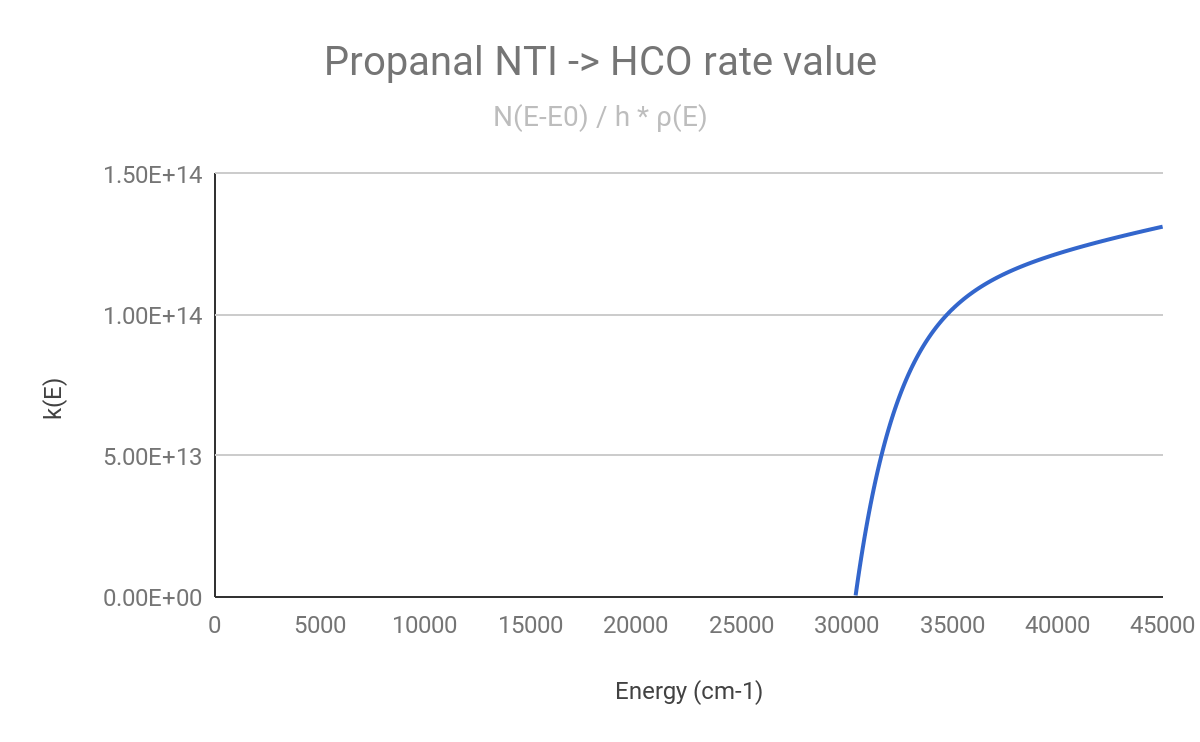 Propanal NTI -> HCO rate value
N(E-E0) / h * ρ(E)
1.50E+14
1.00E+14
5.00E+13
0.00E+00
k(E)
0 5000 10000 15000 20000 25000 30000 35000 40000 45000
Energy (cm-1)